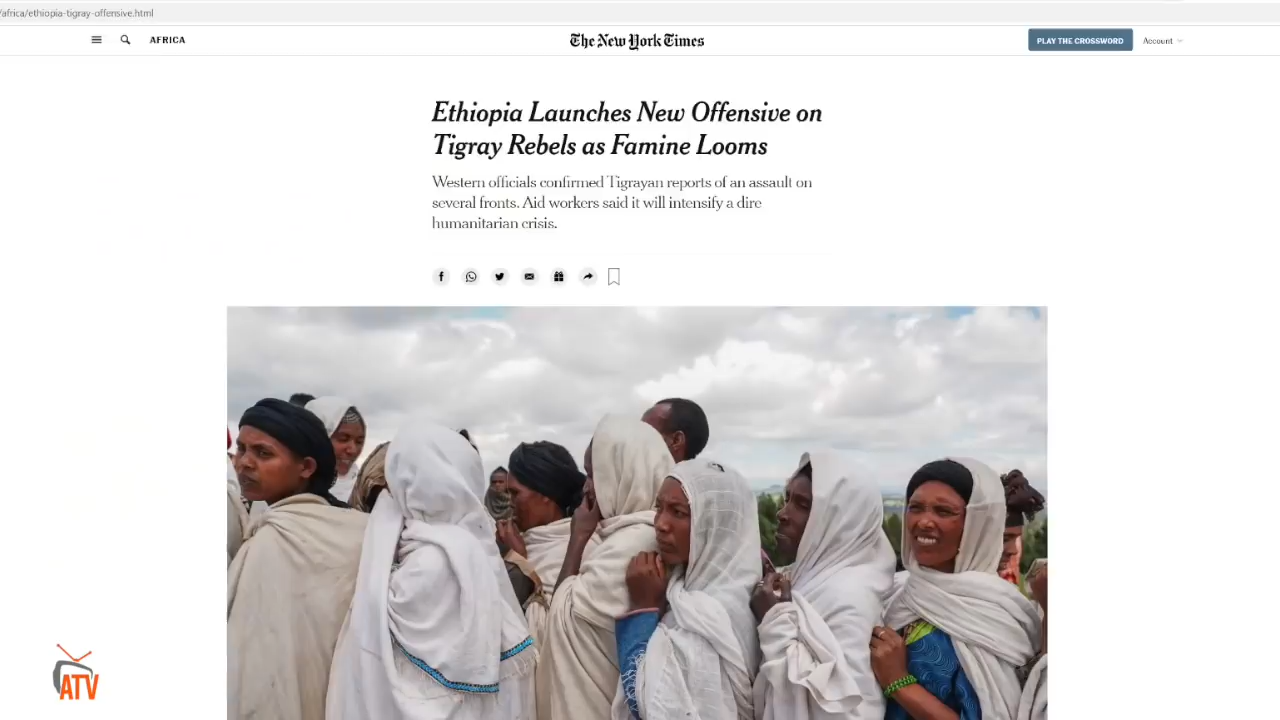 /africa/ethiopia-tigray-offensive.html
AFRICA
The New York Times
PLAY THE CROSSWORD
Account
Ethiopia Launches New Offensive on
Tigray Rebels as Famine Looms
Western officials confirmed Tigrayan reports of an assault on
several fronts. Aid workers said it will intensify a dire
humanitarian crisis.
ATV